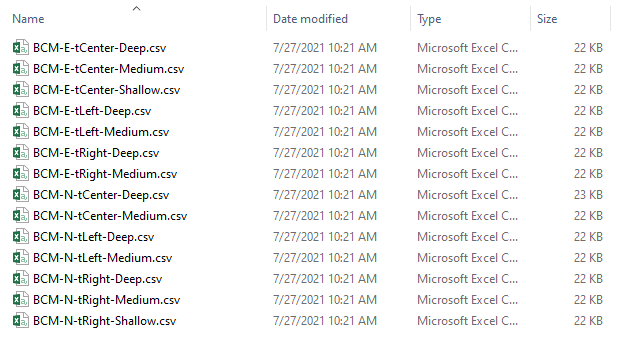 Name Date modified Type Size
BCM-E-tCenter-Deep.csv 7/27/2021 10:21 AM Microsoft Excel C... 22 KB
BCM-E-tCenter-Medium.csv 7/27/2021 10:21 AM Microsoft Excel C... 22 KB
BCM-E-tCenter-Shallow.csv 7/27/2021 10:21 AM Microsoft Excel C... 22 KB
BCM-E-tLeft-Deep.csv 7/27/2021 10:21 AM Microsoft Excel C... 22 KB
BCM-E-tLeft-Medium.csv 7/27/2021 10:21 AM Microsoft Excel C... 22 KB
BCM-E-tRight-Deep.csv 7/27/2021 10:21 AM Microsoft Excel C... 22 KB
BCM-E-tRight-Medium.csv 7/27/2021 10:21 AM Microsoft Excel C... 22 KB
BCM-N-tCenter-Deep.csv 7/27/2021 10:21 AM Microsoft Excel C... 23 KB
BCM-N-tCenter-Medium.csv 7/27/2021 10:21 AM Microsoft Excel C... 22 KB
BCM-N-tLeft-Deep.csv 7/27/2021 10:21 AM Microsoft Excel C... 22 KB
BCM-N-tLeft-Medium.csv 7/27/2021 10:21 AM Microsoft Excel C... 22 KB
BCM-N-tRight-Deep.csv 7/27/2021 10:21 AM Microsoft Excel C... 22 KB
BCM-N-tRight-Medium.csv 7/27/2021 10:21 AM Microsoft Excel C... 22 KB
BCM-N-tRight-Shallow.csv 7/27/2021 10:21 AM Microsoft Excel C... 22 KB